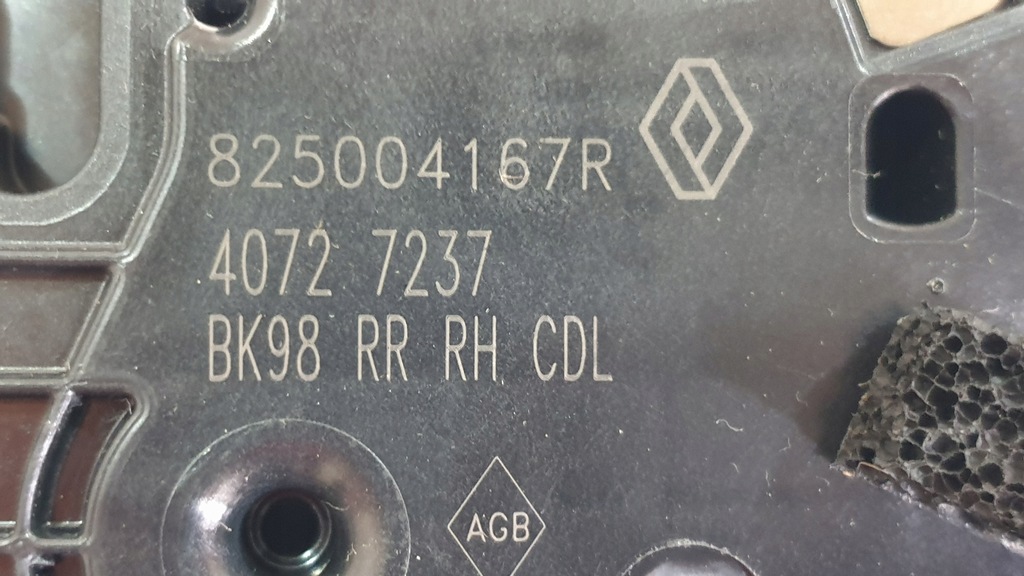 825004167R
4072 7237
BK98 RR RH CDL
AGB